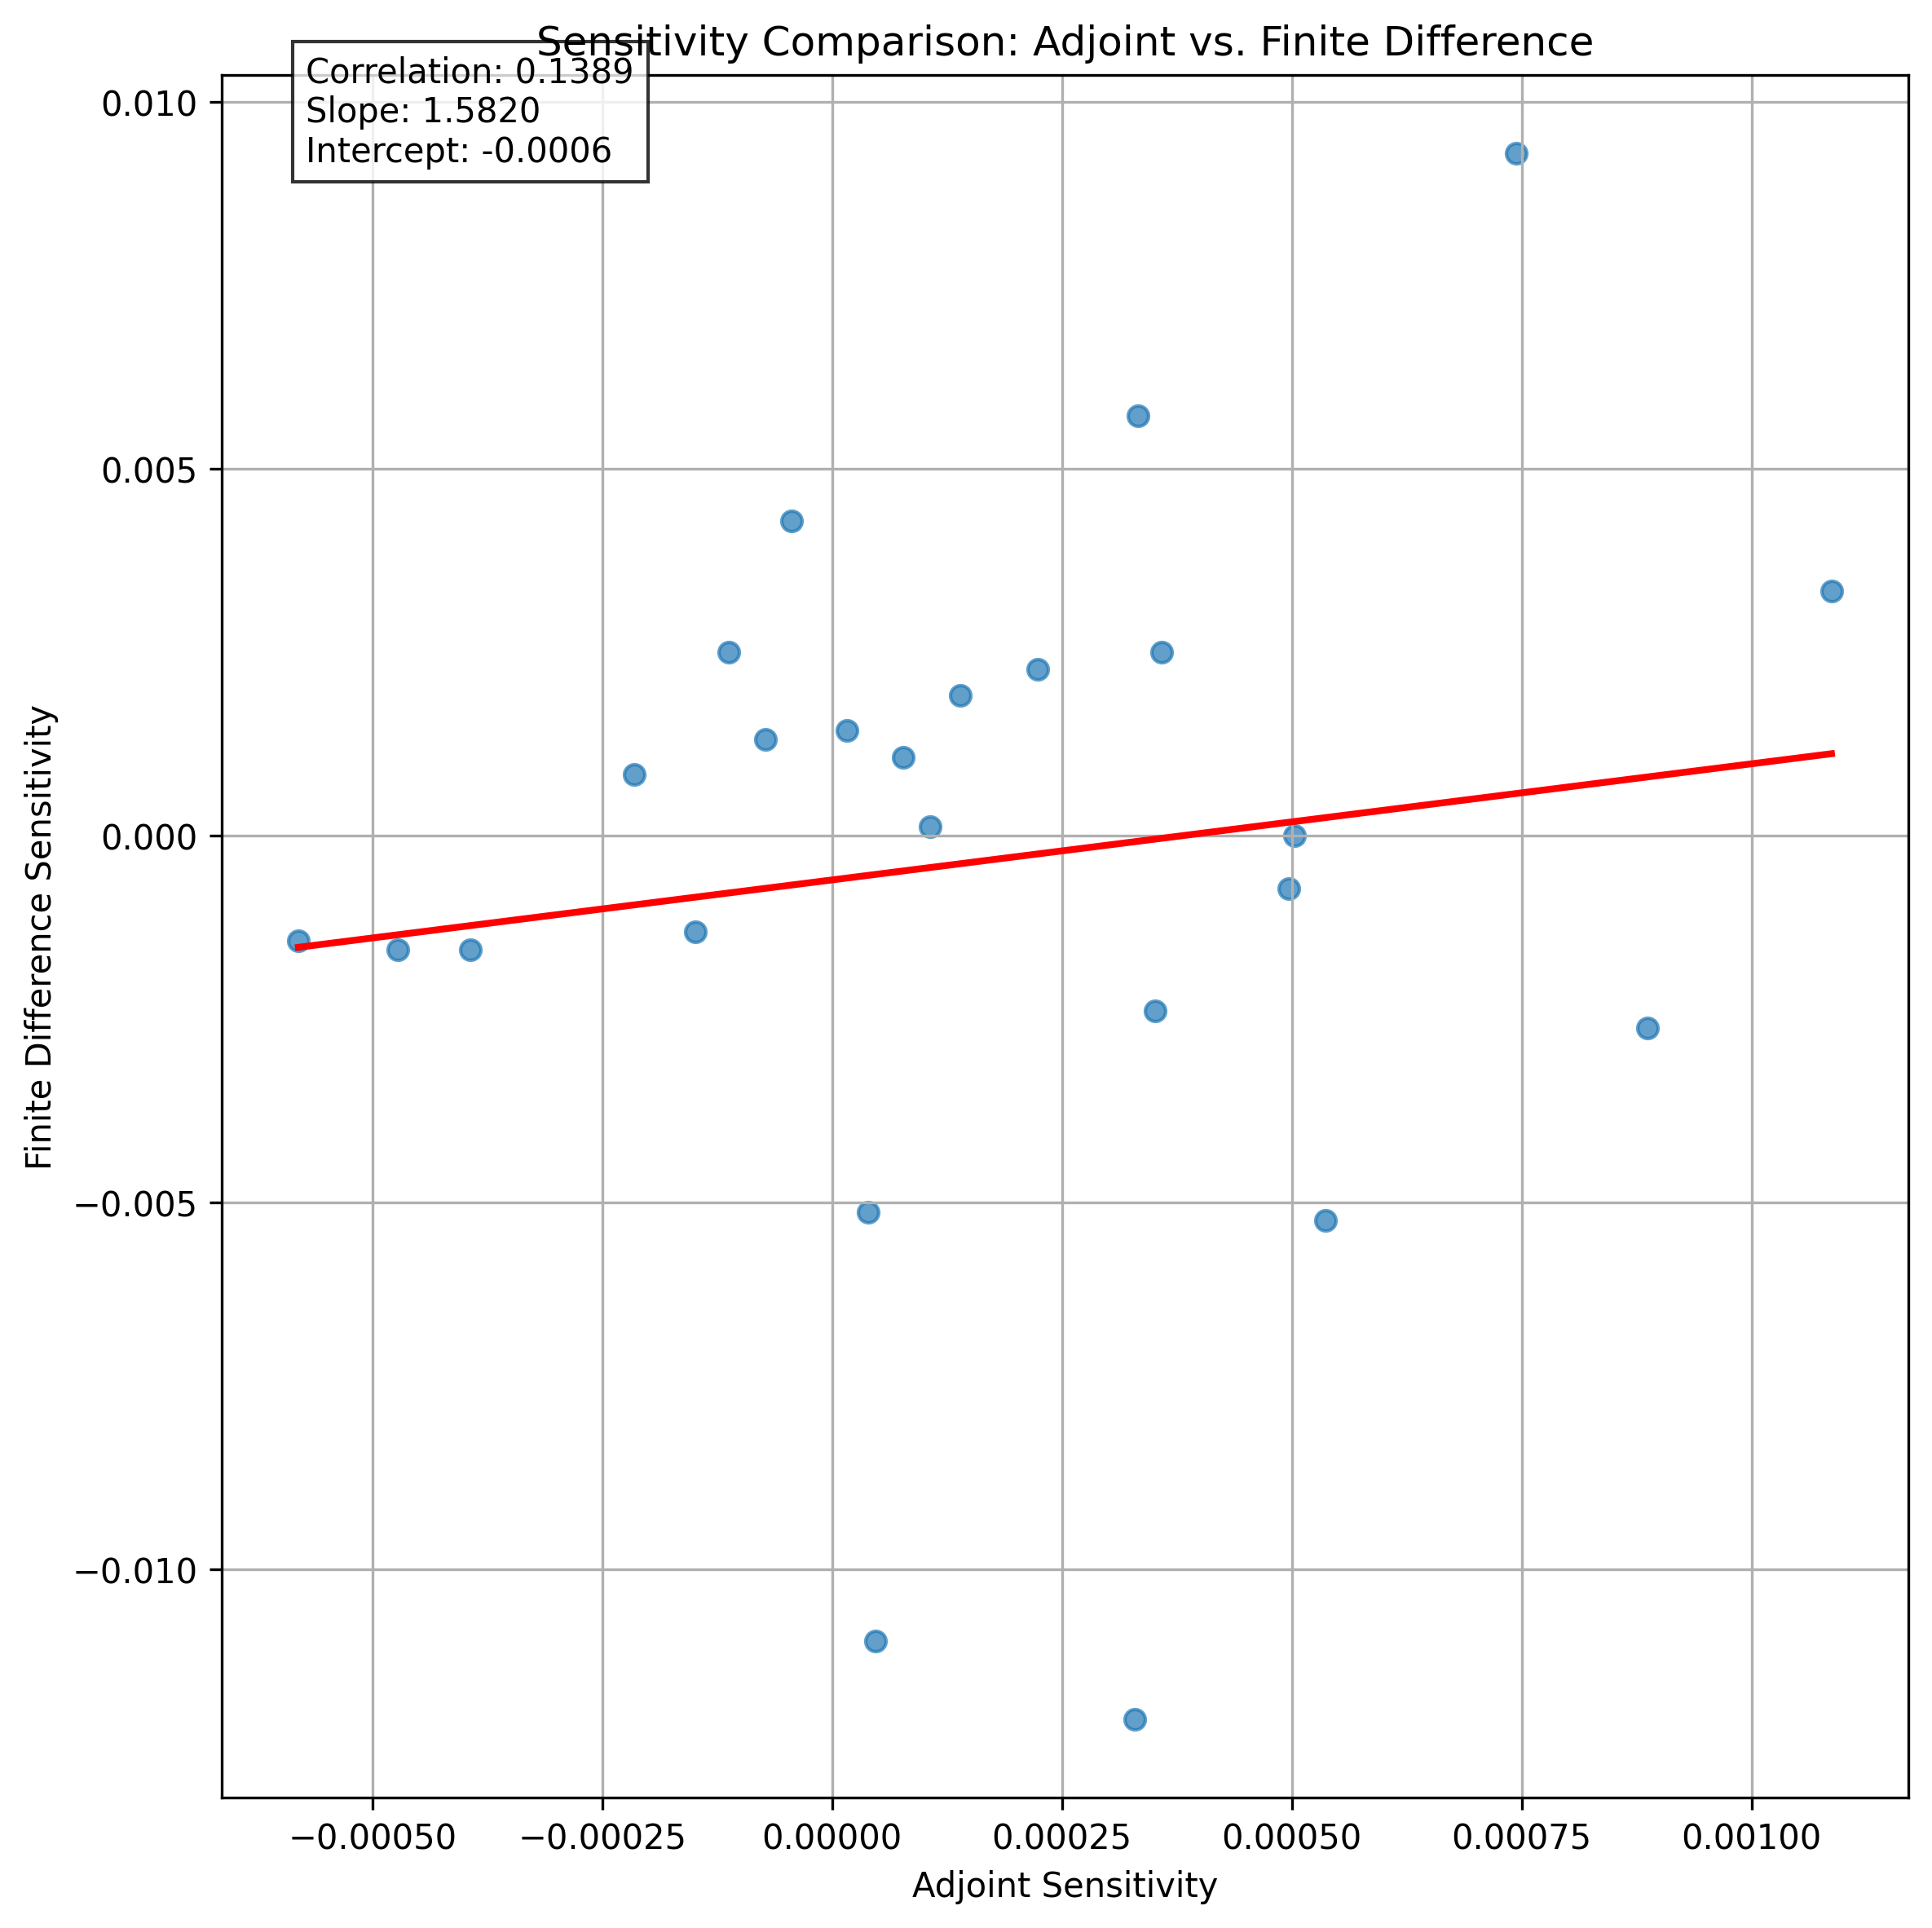 Sensitivity Comparison: Adjoint vs. Finite Difference
Correlation: 0.1389
Slope: 1.5820
Intercept: -0.0006
0.010
0.005
0.000
−0.005
−0.010
Finite Difference Sensitivity
−0.00050 −0.00025 0.00000 0.00025 0.00050 0.00075 0.00100
Adjoint Sensitivity